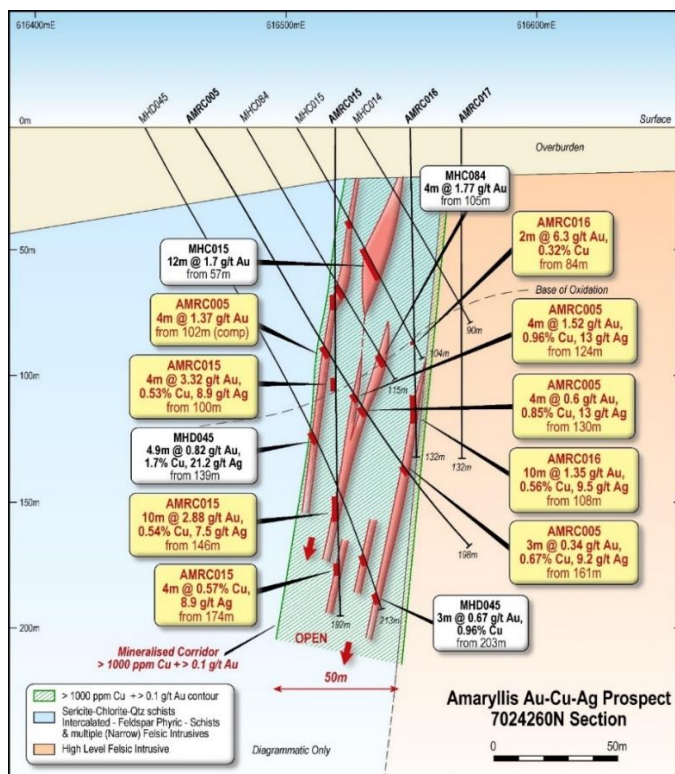 616400mE
616500mE
616600mE
MHD045
AMRC005
MHC084
MHC015
AMRC015
MHC014
AMRC016
AMRC017
0m
Surface
Overburden
MHC084
4m @ 1.77 g/t Au
from 105m
AMRC016
2m @ 6.3 g/t Au,
0.32% Cu
from 84m
50m
MHC015
12m @ 1.7 g/t Au
from 57m
Base of Oxidation
AMRC005
4m @ 1.37 g/t Au
from 102m (comp)
AMRC005
4m @ 1.52 g/t Au,
0.96% Cu, 13 g/t Ag
from 124m
90m
104m
115m
100m
AMRC015
4m @ 3.32 g/t Au,
0.53% Cu, 8.9 g/t Ag
from 100m
AMRC005
4m @ 0.6 g/t Au,
0.85% Cu, 13 g/t Ag
from 130m
MHD045
4.9m @ 0.82 g/t Au,
1.7% Cu, 21.2 g/t Ag
from 139m
132m
132m
AMRC016
10m @ 1.35 g/t Au,
0.56% Cu, 9.5 g/t Ag
from 108m
150m
AMRC015
10m @ 2.88 g/t Au,
0.54% Cu, 7.5 g/t Ag
from 146m
198m
AMRC005
3m @ 0.34 g/t Au,
0.67% Cu, 9.2 g/t Ag
from 161m
AMRC015
4m @ 0.57% Cu,
8.9 g/t Ag
from 174m
192m
213m
MHD045
3m @ 0.67 g/t Au,
0.96% Cu
from 203m
200m
OPEN
Mineralised Corridor
> 1000 ppm Cu + > 0.1 g/t Au
50m
> 1000 ppm Cu + > 0.1 g/t Au contour
Sericite-Chlorite-Qtz schists
Intercalated - Feldspar Phyric - Schists
& multiple (Narrow) Felsic Intrusives
High Level Felsic Intrusive
Diagrammatic Only
Amaryllis Au-Cu-Ag Prospect
7024260N Section
0
50m